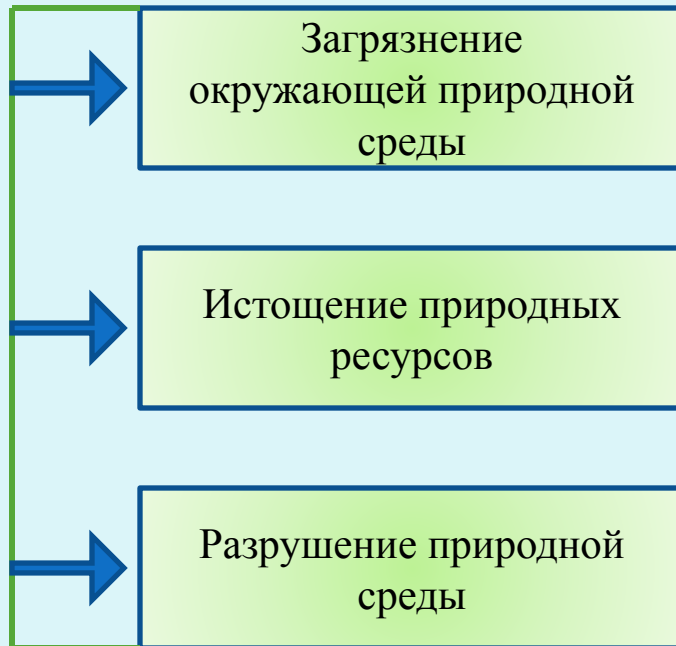 Загрязнение
окружающей природной
среды
Истощение природных
ресурсов
Разрушение природной
среды